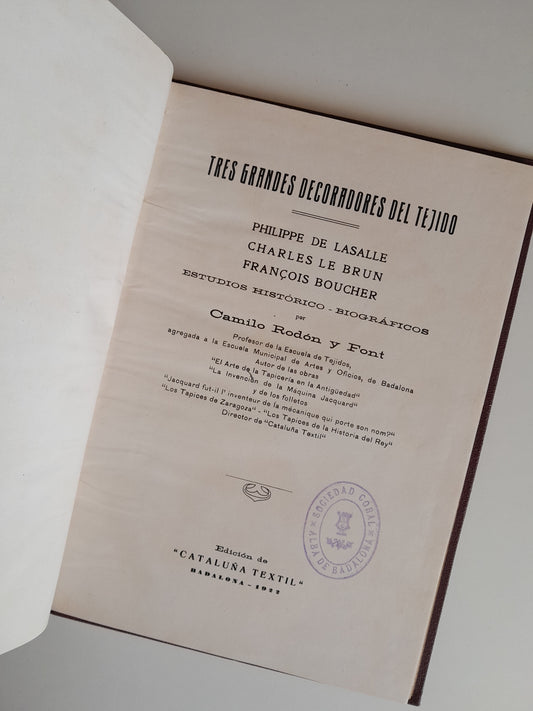 TRES GRANDES DECORADORES DEL TEJIDO
PHILIPPE DE LASALLE
CHARLES LE BRUN
FRANÇOIS BOUCHER
ESTUDIOS HISTÓRICO - BIOGRÁFICOS
por
Camilo Rodón y Font
Profesor de la Escuela de Tejidos,
agregada a la Escuela Municipal de Artes y Oficios, de Badalona
Autor de las obras
"El Arte de la Tapicería en la Antigüedad"
"La Invención de la Máquina Jacquard"
y de los folletos
"Jacquard fut-il l' inventeur de la mécanique qui porte son nom?"
"Los Tapices de Zaragoza" - "Los Tapices de la Historia del Rey"
Director de "Cataluña Textil"
Edición de
"CATALUÑA TEXTIL"
BADALONA - 1922
SOCIEDAD CORAL
ALBA DE BADALONA